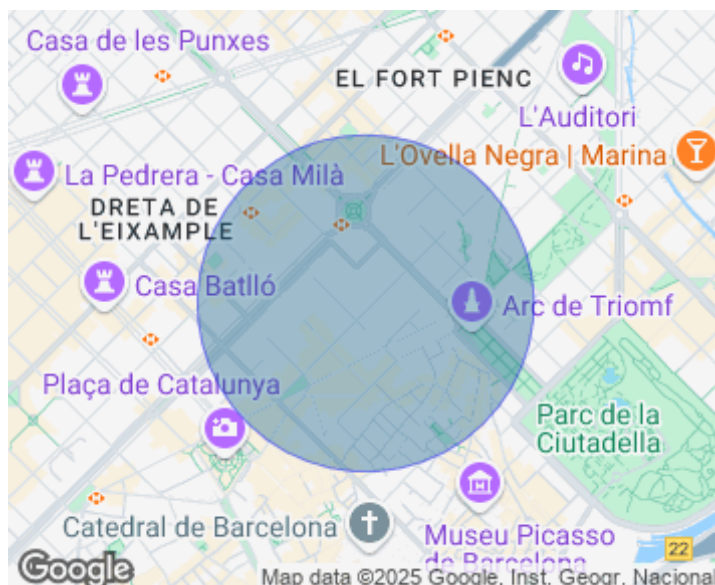 Casa de les Punxes
EL FORT PIENC
L'Auditori
L'Ovella Negra | Marina
La Pedrera - Casa Milà
DRETA DE
L'EIXAMPLE
Casa Batlló
Arc de Triomf
Plaça de Catalunya
Parc de la
Ciutadella
Catedral de Barcelona
Museu Picasso
de Barcelona
22
Google
Map data ©2025 Google, Inst. Geogr. Nacional